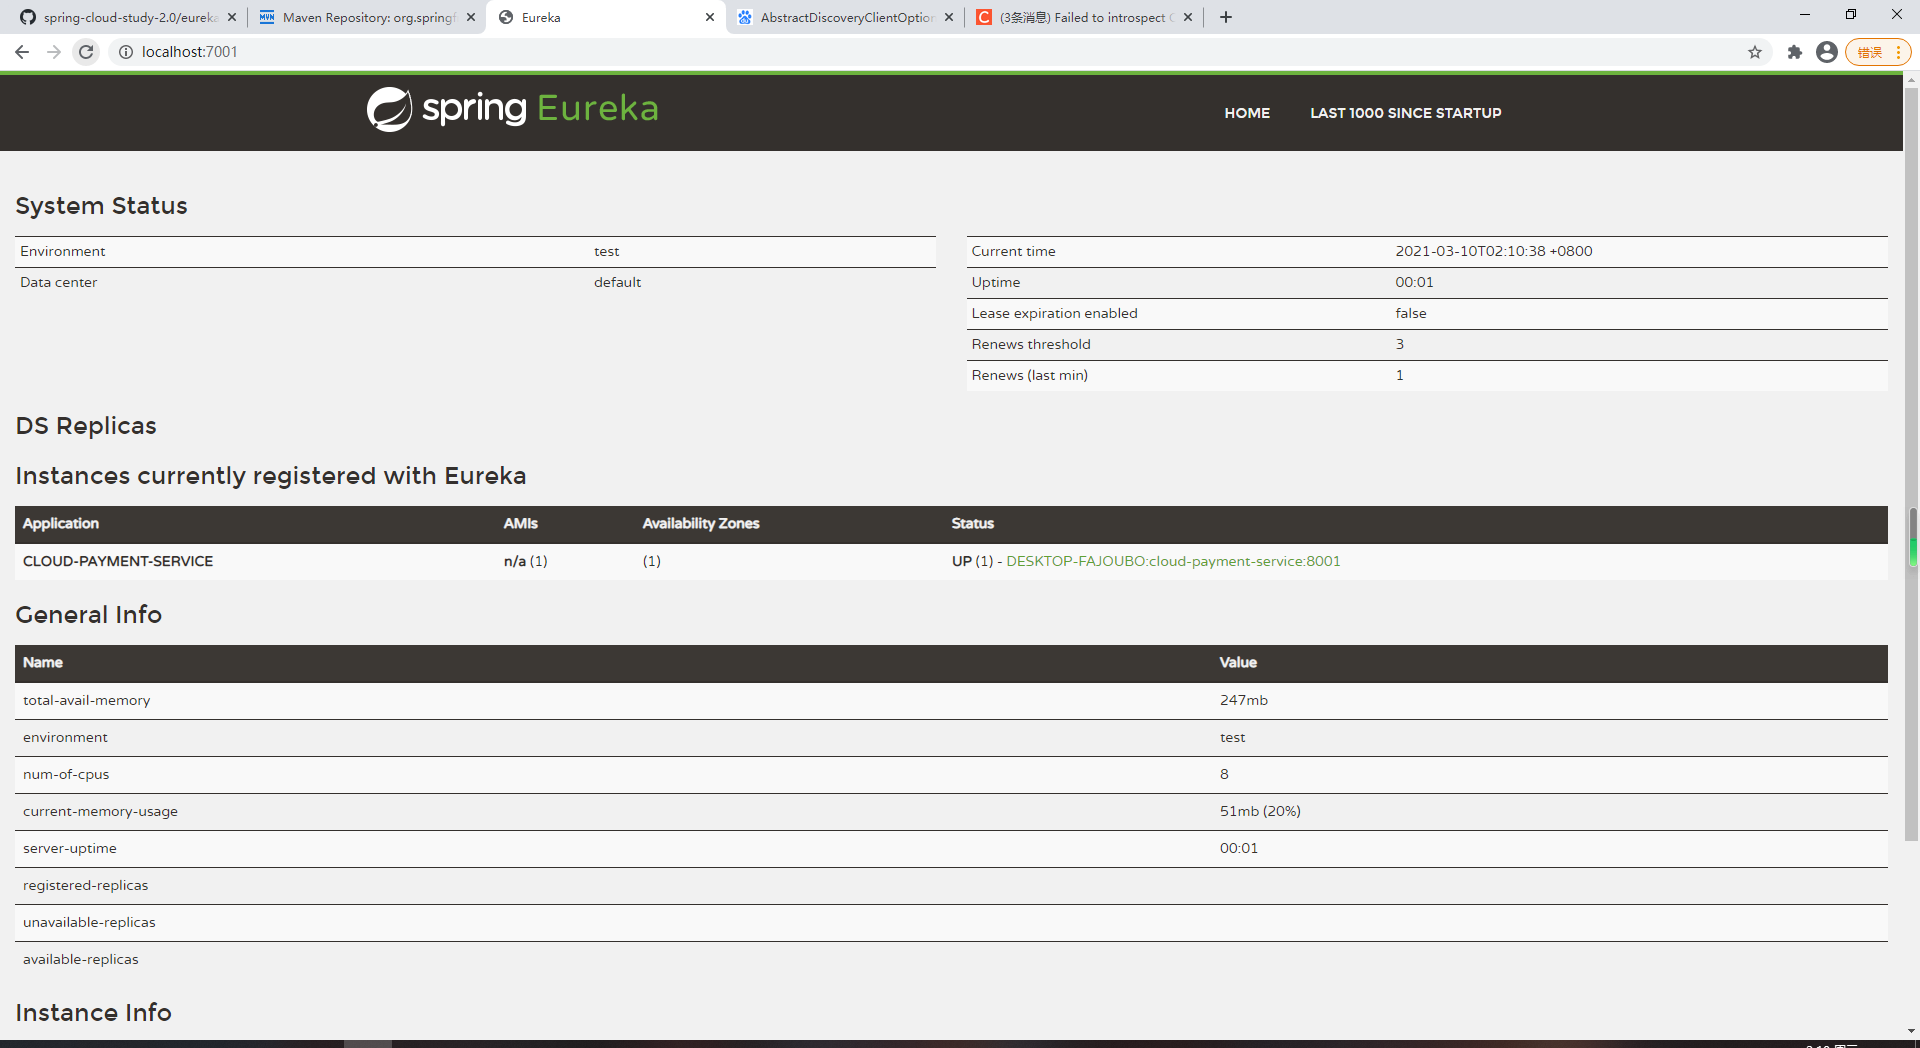 spring-cloud-study-2.0/eureka
Maven Repository: org.springf
Eureka
AbstractDiscoveryClientOption
(3条消息) Failed to introspect C
localhost:7001
错误
spring Eureka
HOME
LAST 1000 SINCE STARTUP
System Status
Environment test
Data center default
Current time 2021-03-10T02:10:38 +0800
Uptime 00:01
Lease expiration enabled false
Renews threshold 3
Renews (last min) 1
DS Replicas
Instances currently registered with Eureka
Application AMIs Availability Zones Status
CLOUD-PAYMENT-SERVICE n/a (1) (1) UP (1) - DESKTOP-FAJOUBO:cloud-payment-service:8001
General Info
Name Value
total-avail-memory 247mb
environment test
num-of-cpus 8
current-memory-usage 51mb (20%)
server-uptime 00:01
registered-replicas
unavailable-replicas
available-replicas
Instance Info